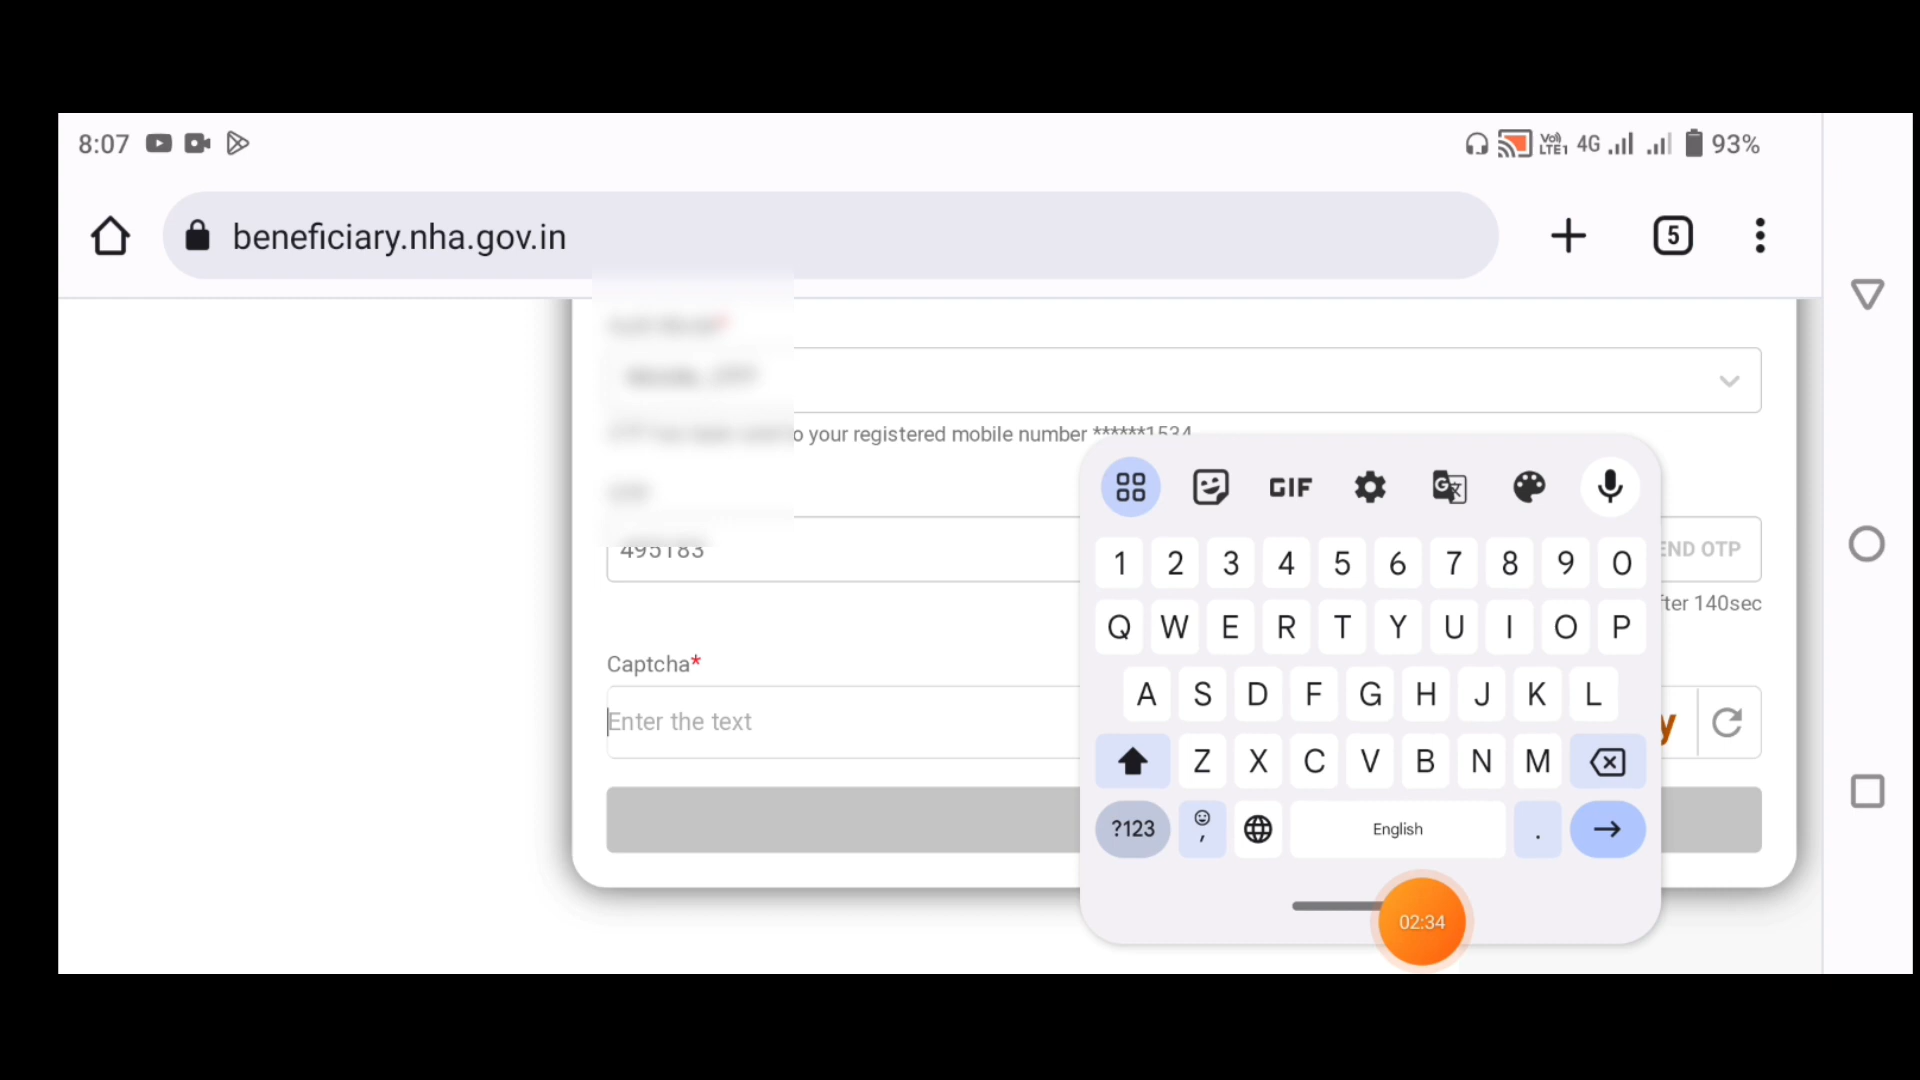 8:07
Vo) LTE1 4G 93%
beneficiary.nha.gov.in
5
o your registered mobile number ******1534
495183
END OTP
fter 140sec
Captcha*
Enter the text
y
GIF
1 2 3 4 5 6 7 8 9 0
Q W E R T Y U I O P
A S D F G H J K L
Z X C V B N M
?123 , English .
02:34